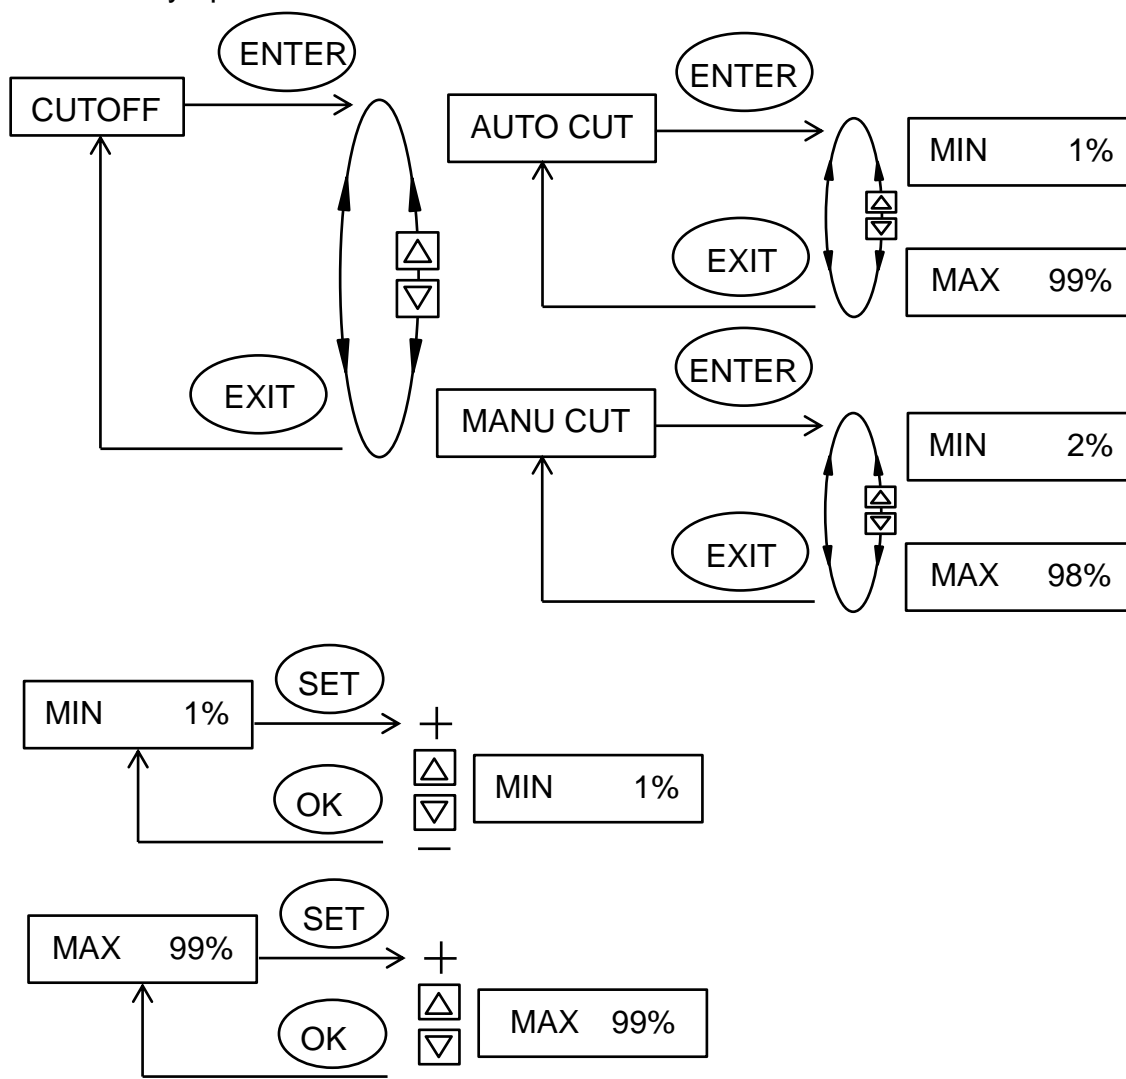 ENTER
CUTOFF
EXIT
AUTO CUT
ENTER
EXIT
MIN 1%
MAX 99%
MANU CUT
ENTER
EXIT
MIN 2%
MAX 98%
MIN 1%
SET
OK
+
−
MIN 1%
MAX 99%
SET
OK
+
MAX 99%